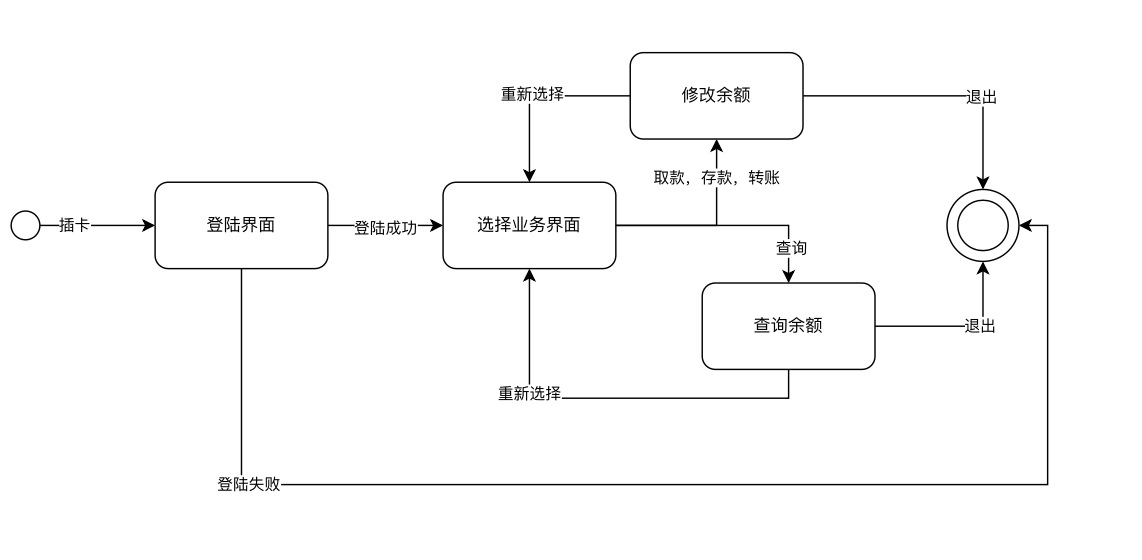 修改余额
重新选择
退出
取款，存款，转账
插卡
登陆界面
登陆成功
选择业务界面
查询
查询余额
退出
重新选择
登陆失败